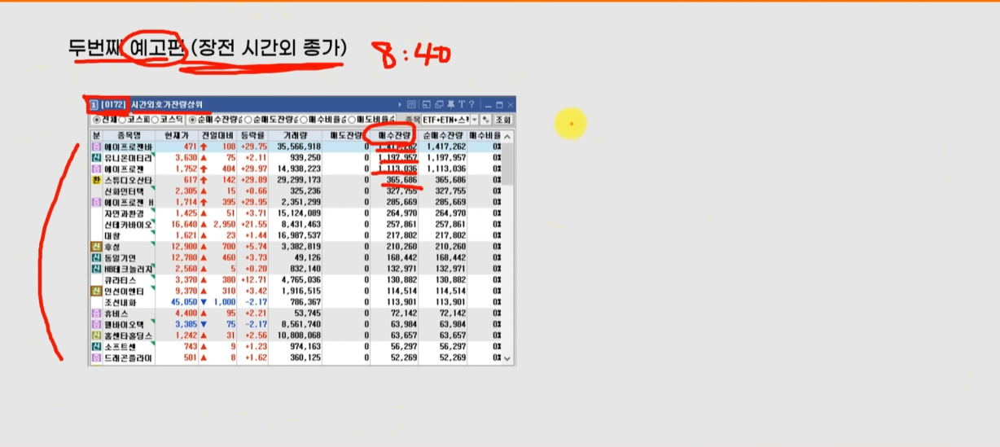 두번째 예고편 (장전 시간외 종가) 8:40
1 [0172] 시간외호가잔량상위
전체 코스피 코스닥 순매수잔량 순매도잔량 매수비율 매도비율 종목 ETF+ETN+스 조회
분 종목명 현재가 전일대비 등락률 거래량 매도잔량 매수잔량 순매수잔량 매수비율
증 에이프로젠바 471 108 +29.75 35,566,918 0 1,417,262 1,417,262 0%
신 유니온머티리 3,630 ▲ 75 +2.11 939,250 0 1,197,957 1,197,957 0%
증 에이프로젠 1,752 404 +29.97 14,938,223 0 1,113,036 1,113,036 0%
환 스튜디오산타 617 142 +29.89 29,299,173 0 365,686 365,686 0%
신화인터텍 2,305 ▲ 15 +0.66 325,236 0 327,755 327,755 0%
증 에이프로젠 H 1,714 395 +29.95 2,351,299 0 285,669 285,669 0%
자연과환경 1,425 ▲ 51 +3.71 15,124,089 0 264,970 264,970 0%
신테카바이오 16,640 ▲ 2,950 +21.55 8,431,463 0 257,861 257,861 0%
대창 1,621 ▲ 23 +1.44 16,987,537 0 217,802 217,802 0%
신 후성 12,900 ▲ 700 +5.74 3,382,819 0 210,260 210,260 0%
신 동일기연 12,780 ▲ 460 +3.73 49,126 0 168,442 168,442 0%
신 HB테크놀러지 2,560 ▲ 5 +0.20 832,140 0 132,971 132,971 0%
큐라티스 3,370 ▲ 380 +12.71 4,765,036 0 130,882 130,882 0%
신 인선이엔티 9,370 ▲ 310 +3.42 1,916,515 0 114,514 114,514 0%
조선내화 45,050 ▼ 1,000 -2.17 786,367 0 113,901 113,901 0%
증 휴비스 4,400 ▲ 95 +2.21 53,745 0 72,142 72,142 0%
증 웰바이오텍 3,385 ▼ 75 -2.17 8,561,740 0 63,984 63,984 0%
신 홈센타홀딩스 1,242 ▲ 31 +2.56 10,808,068 0 63,657 63,657 0%
신 소프트센 743 ▲ 9 +1.23 974,163 0 56,297 56,297 0%
증 드래곤플라이 501 ▲ 8 +1.62 360,125 0 52,269 52,269 0%